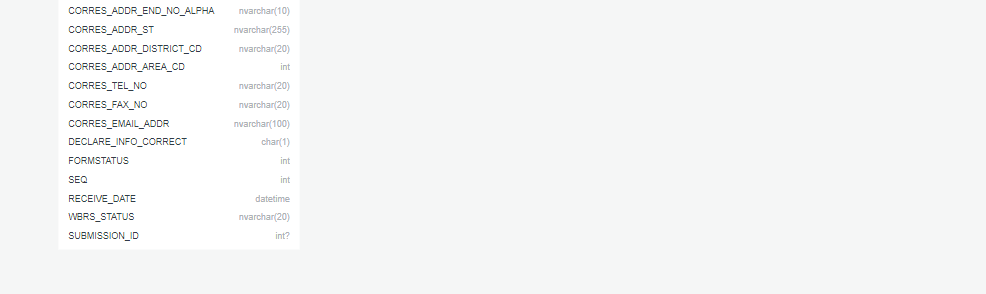 CORRES_ADDR_END_NO_ALPHA nvarchar(10)
CORRES_ADDR_ST nvarchar(255)
CORRES_ADDR_DISTRICT_CD nvarchar(20)
CORRES_ADDR_AREA_CD int
CORRES_TEL_NO nvarchar(20)
CORRES_FAX_NO nvarchar(20)
CORRES_EMAIL_ADDR nvarchar(100)
DECLARE_INFO_CORRECT char(1)
FORMSTATUS int
SEQ int
RECEIVE_DATE datetime
WBRS_STATUS nvarchar(20)
SUBMISSION_ID int?